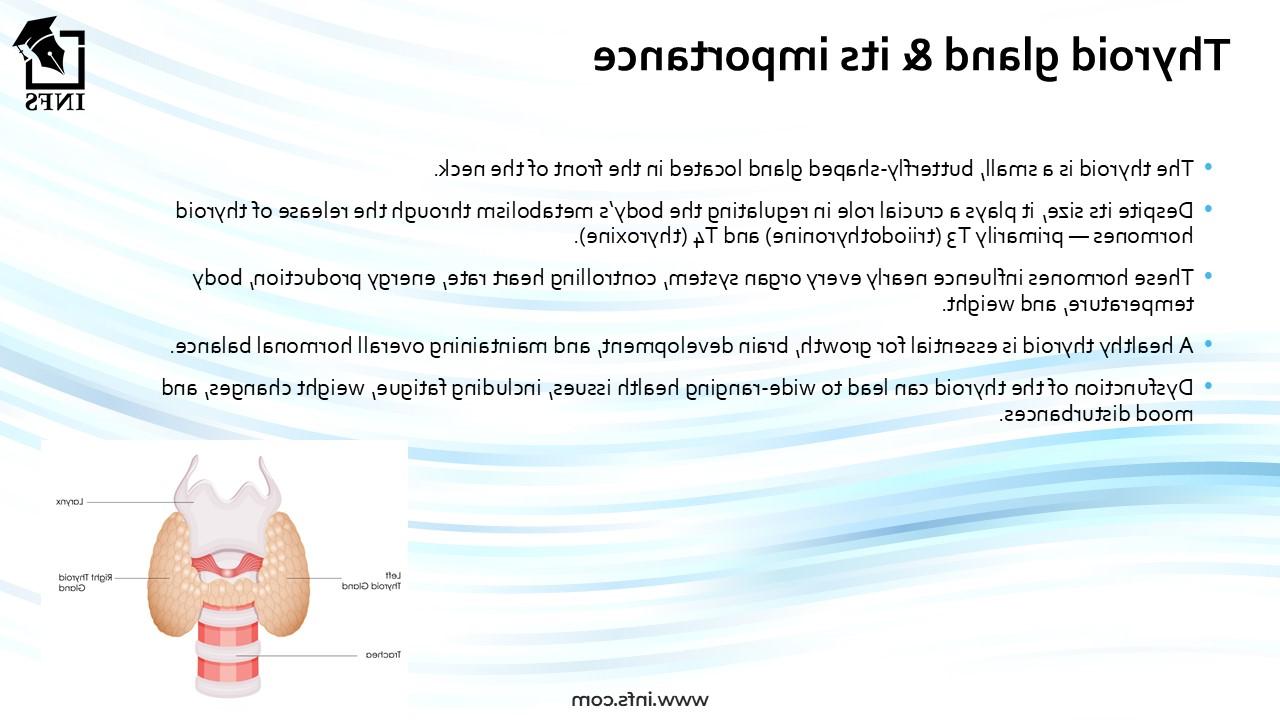 Thyroid gland & its importance
INFS
• The thyroid is a small, butterfly-shaped gland located in the front of the neck.
• Despite its size, it plays a crucial role in regulating the body's metabolism through the release of thyroid
hormones — primarily T3 (triiodothyronine) and T4 (thyroxine).
• These hormones influence nearly every organ system, controlling heart rate, energy production, body
temperature, and weight.
• A healthy thyroid is essential for growth, brain development, and maintaining overall hormonal balance.
• Dysfunction of the thyroid can lead to wide-ranging health issues, including fatigue, weight changes, and
mood disturbances.
Larynx
Right Thyroid
Gland
Left
Thyroid Gland
Trachea
www.infs.com